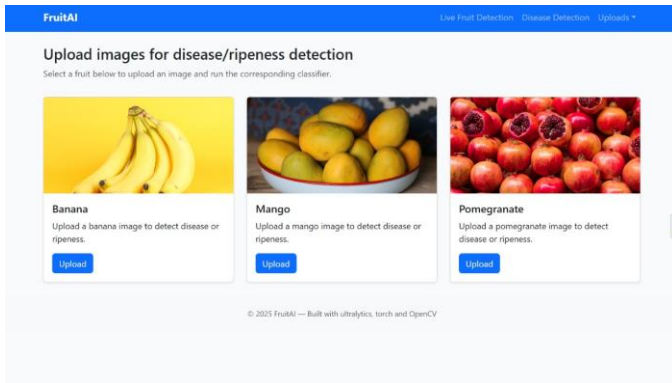 FruitAI
Live Fruit Detection Disease Detection Uploads
Upload images for disease/ripeness detection
Select a fruit below to upload an image and run the corresponding classifier.
Banana
Upload a banana image to detect disease or
ripeness.
Upload
Mango
Upload a mango image to detect disease or
ripeness.
Upload
Pomegranate
Upload a pomegranate image to detect
disease or ripeness.
Upload
© 2025 FruitAI — Built with ultralytics, torch and OpenCV